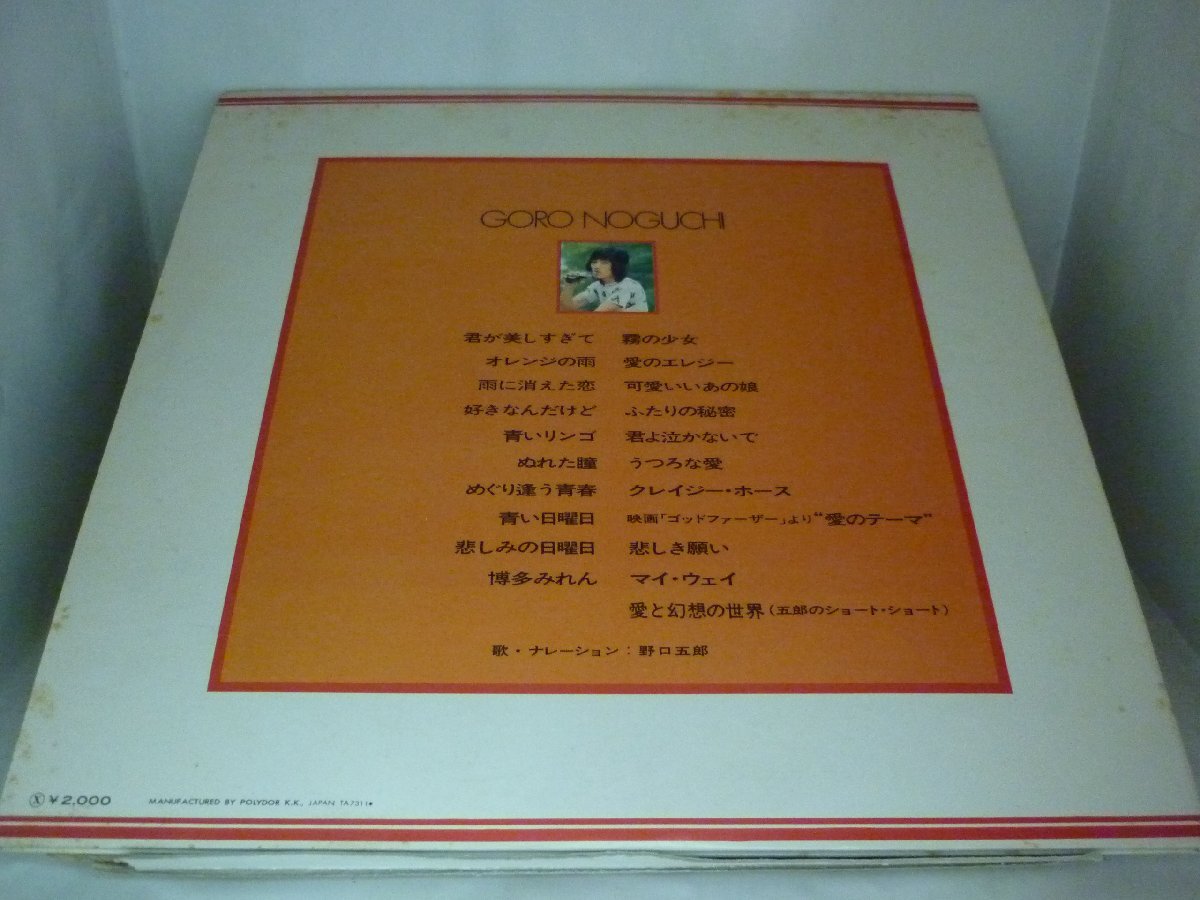 GORO NOGUCHI
君が美しすぎて 霧の少女
オレンジの雨 愛のエレジー
雨に消えた恋 可愛いいあの娘
好きなんだけど ふたりの秘密
青いリンゴ 君よ泣かないで
ぬれた瞳 うつろな愛
めぐり逢う青春 クレイジー・ホース
青い日曜日 映画「ゴッドファーザー」より“愛のテーマ”
悲しみの日曜日 悲しき願い
博多みれん マイ・ウェイ
愛と幻想の世界(五郎のショート・ショート)
歌・ナレーション:野口五郎
Ⓧ ¥2,000 MANUFACTURED BY POLYDOR K.K., JAPAN TA7311★